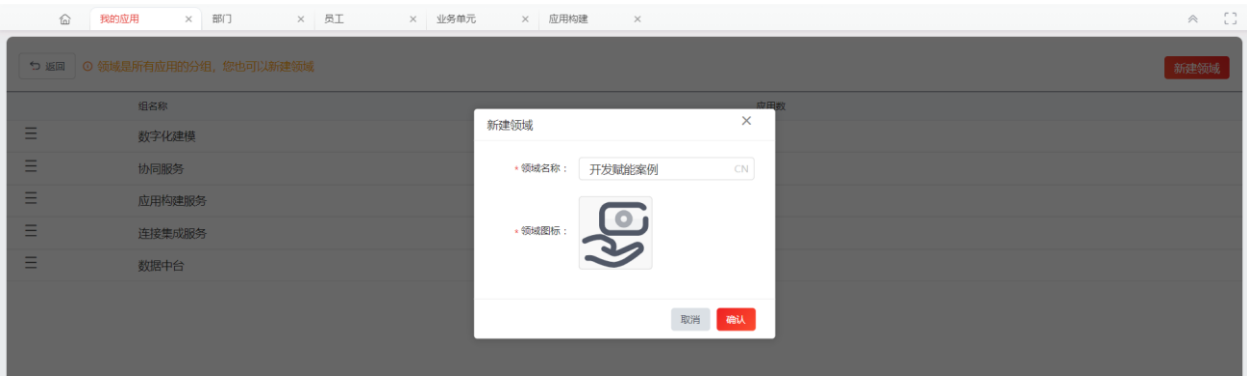 我的应用 部门 员工 业务单元 应用构建
返回 领域是所有应用的分组，您也可以新建领域 新建领域
组名称 应用数
新建领域
数字化建模
* 领域名称： 开发赋能案例 CN
协同服务
应用构建服务
* 领域图标：
连接集成服务
数据中台
取消 确认